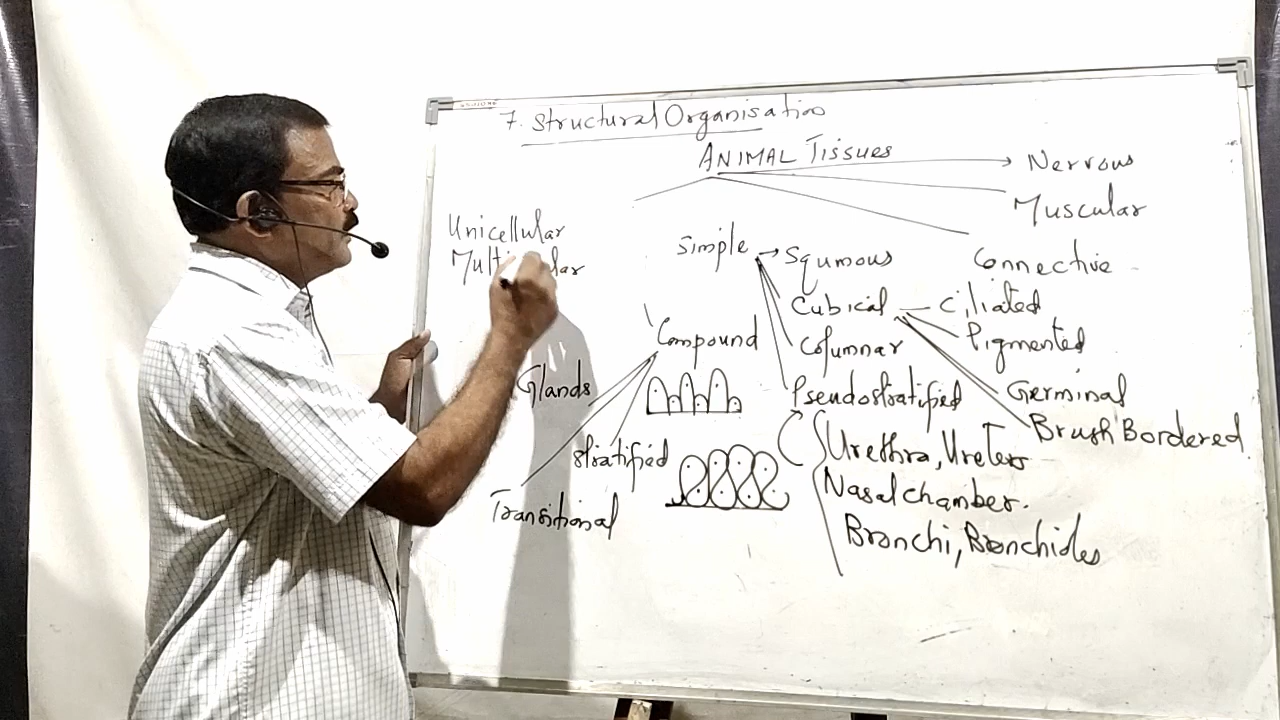 7. Structural Organisation
ANIMAL TISSUES
Nervous
Muscular
Connective
Unicellular
Simple
Squmous
Cubical
Ciliated
Pigmented
Germinal
Brush Bordered
Columnar
Pseudostratified
Urethra, Ureters
Nasal chamber.
Bronchi, Bronchioles
Compound
Glands
Stratified
Transitional